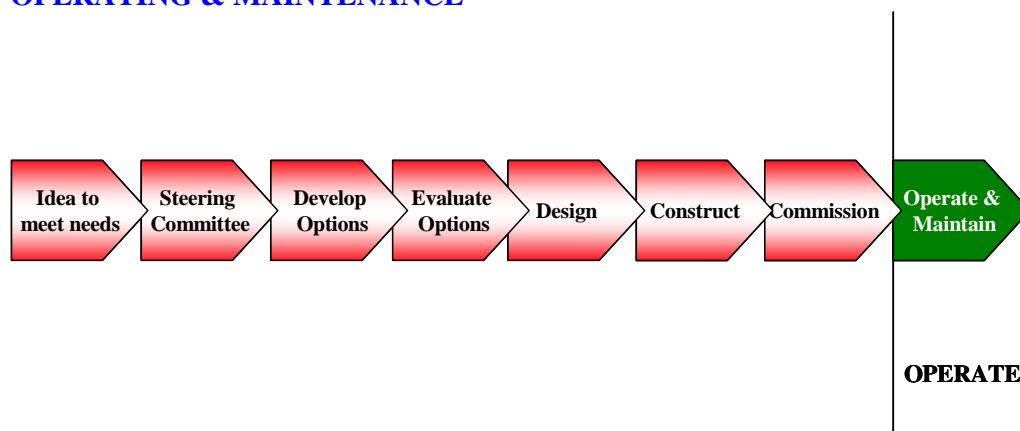 OPERATING & MAINTENANCE
Idea to
meet needs
Steering
Committee
Develop
Options
Evaluate
Options
Design
Construct
Commission
Operate &
Maintain
OPERATE